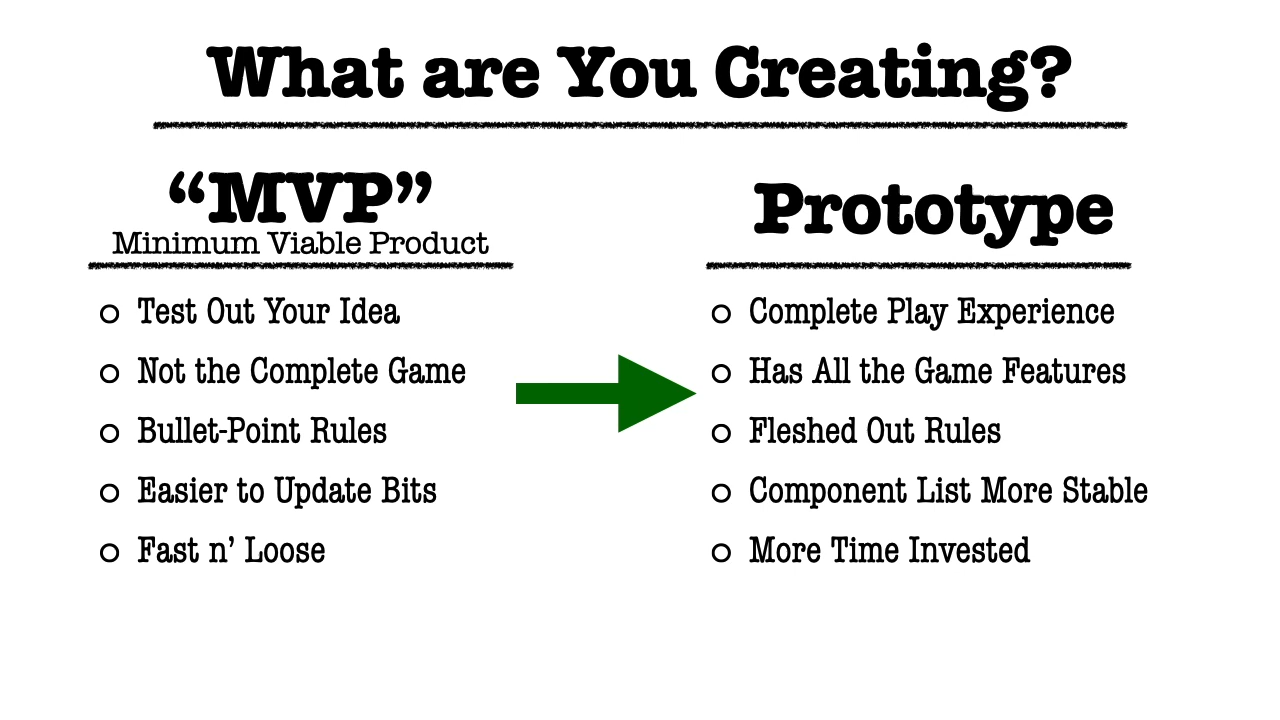 What are You Creating?
“MVP”
Minimum Viable Product
Test Out Your Idea
Not the Complete Game
Bullet-Point Rules
Easier to Update Bits
Fast n’ Loose
Prototype
Complete Play Experience
Has All the Game Features
Fleshed Out Rules
Component List More Stable
More Time Invested